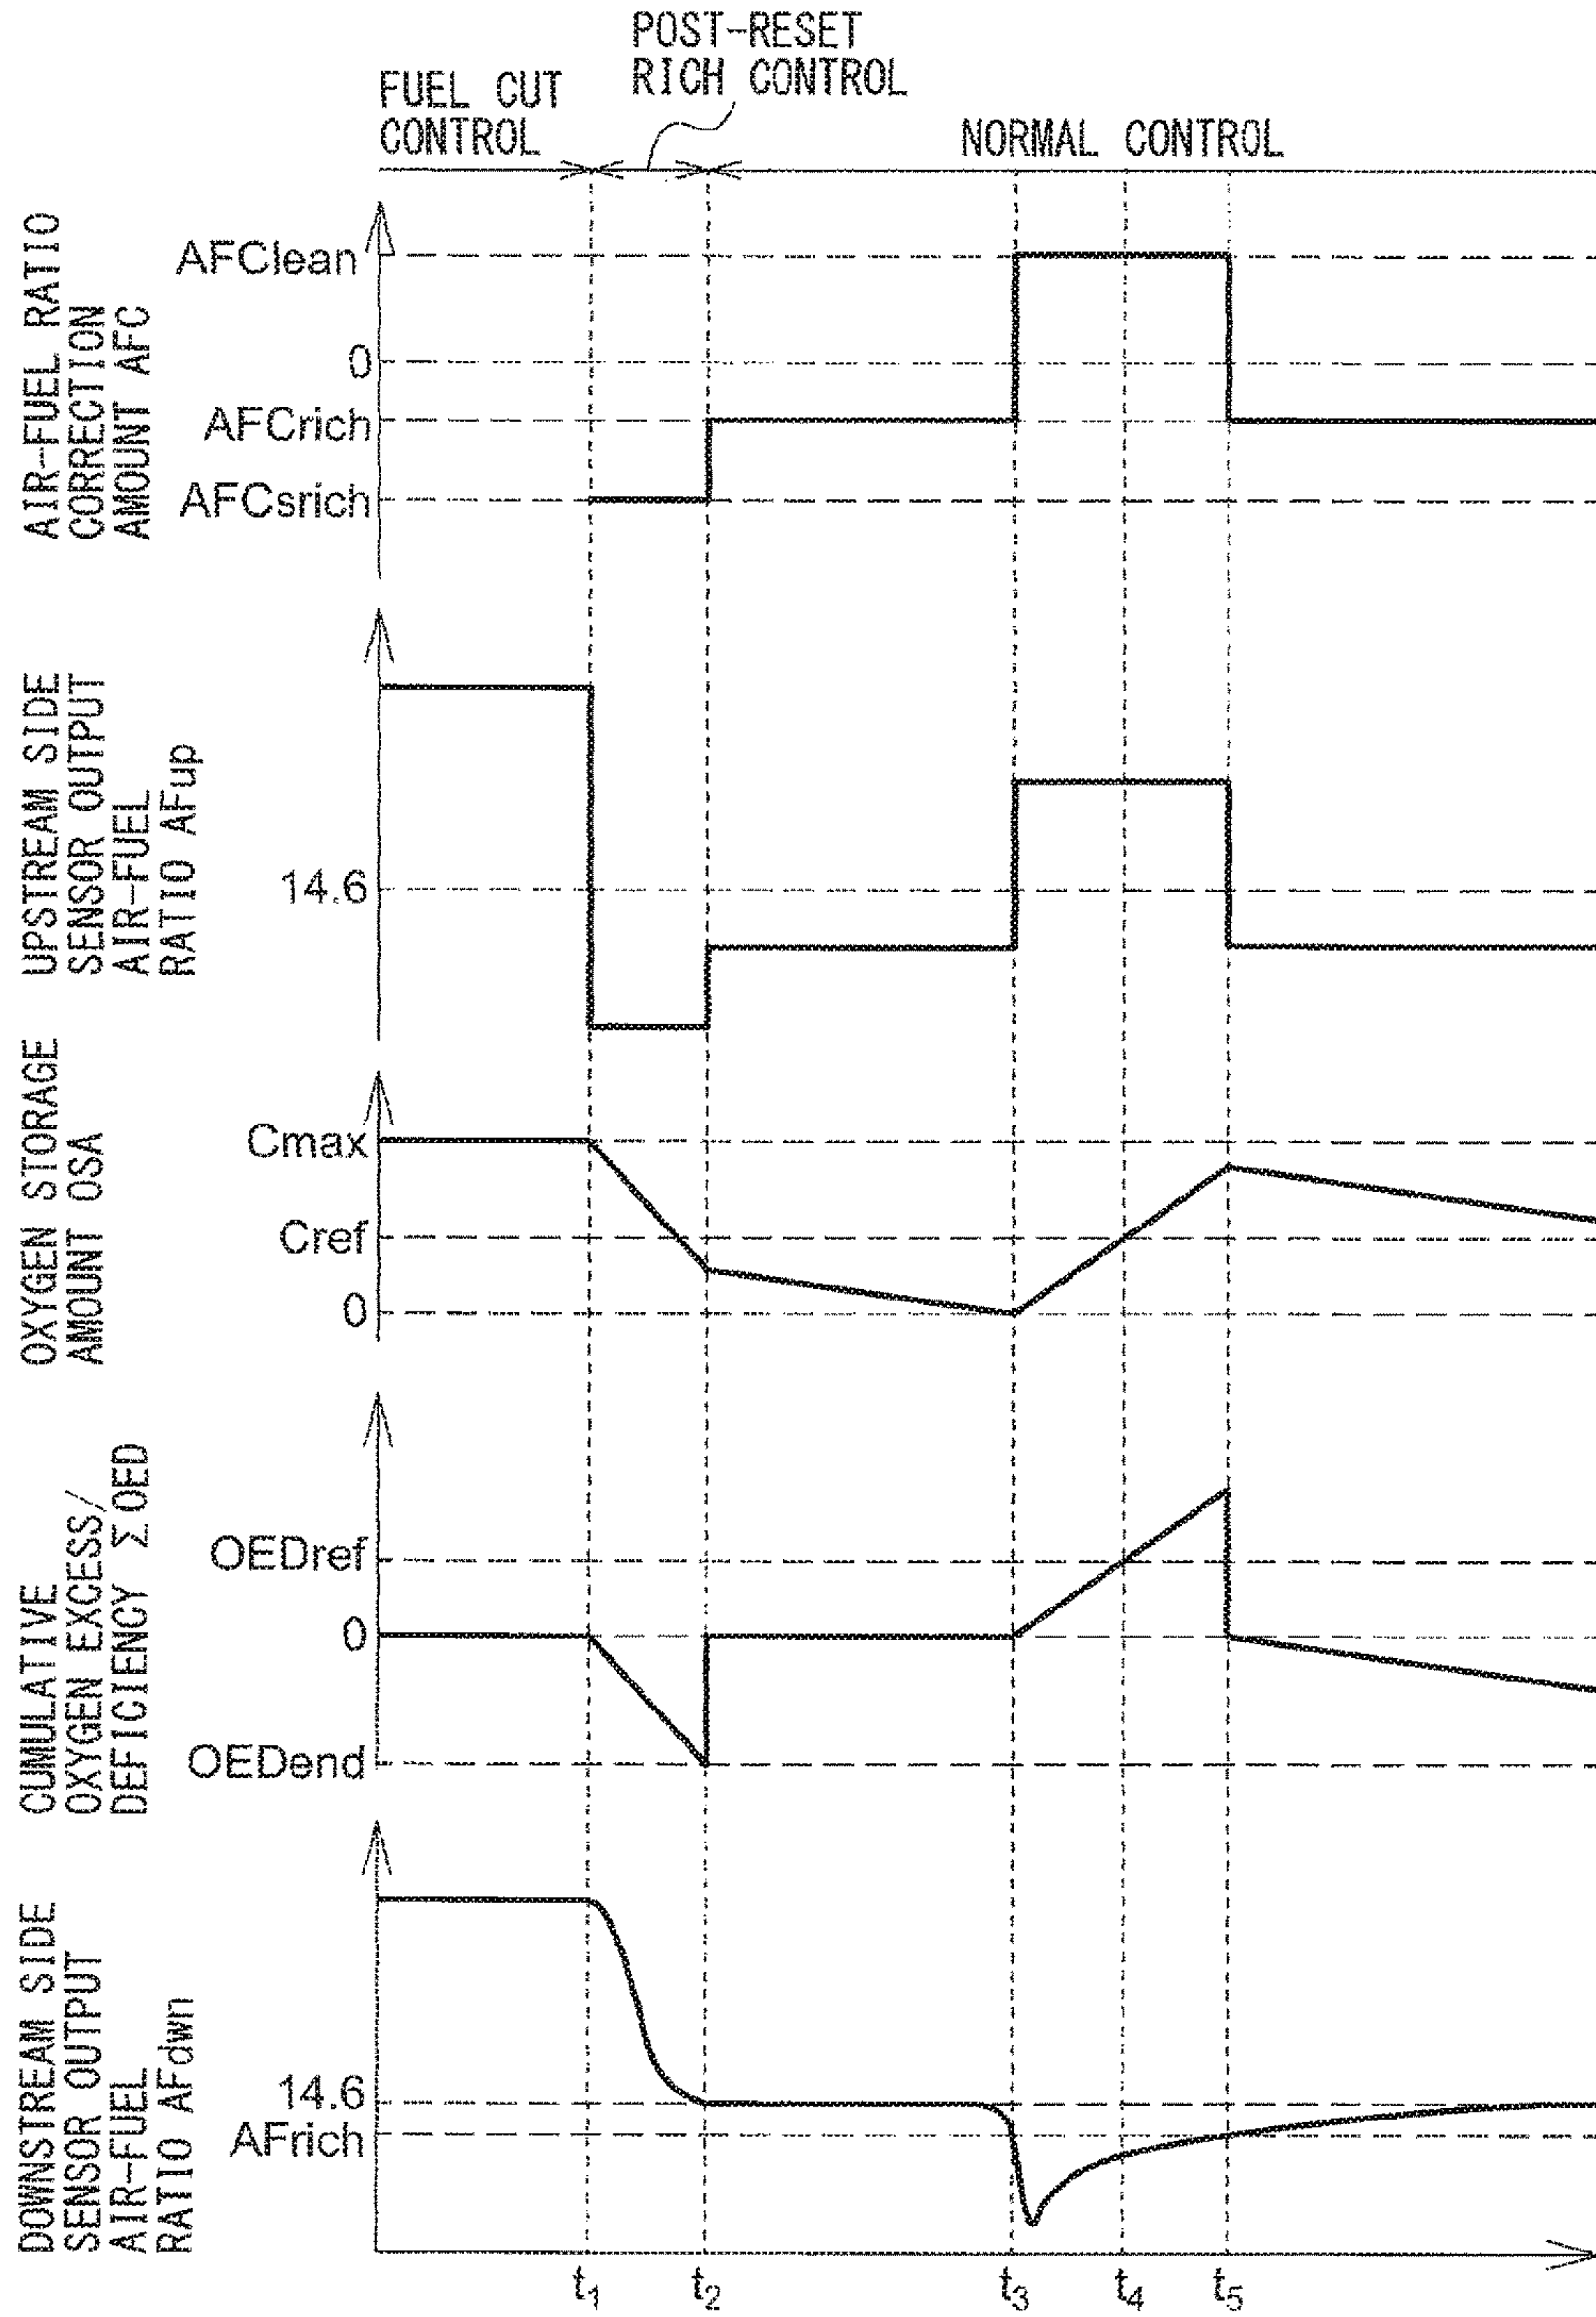 POST-RESET
RICH CONTROL
FUEL CUT
CONTROL
NORMAL CONTROL
AIR-FUEL RATIO
CORRECTION
AMOUNT AFC
AFClean
0
AFCrich
AFCsrich
UPSTREAM SIDE
SENSOR OUTPUT
AIR-FUEL
RATIO AFup
14.6
OXYGEN STORAGE
AMOUNT OSA
Cmax
Cref
0
CUMULATIVE
OXYGEN EXCESS/
DEFICIENCY ΣOED
OEDref
0
OEDend
DOWNSTREAM SIDE
SENSOR OUTPUT
AIR-FUEL
RATIO AFdwn
14.6
AFrich
t1 t2 t3 t4 t5